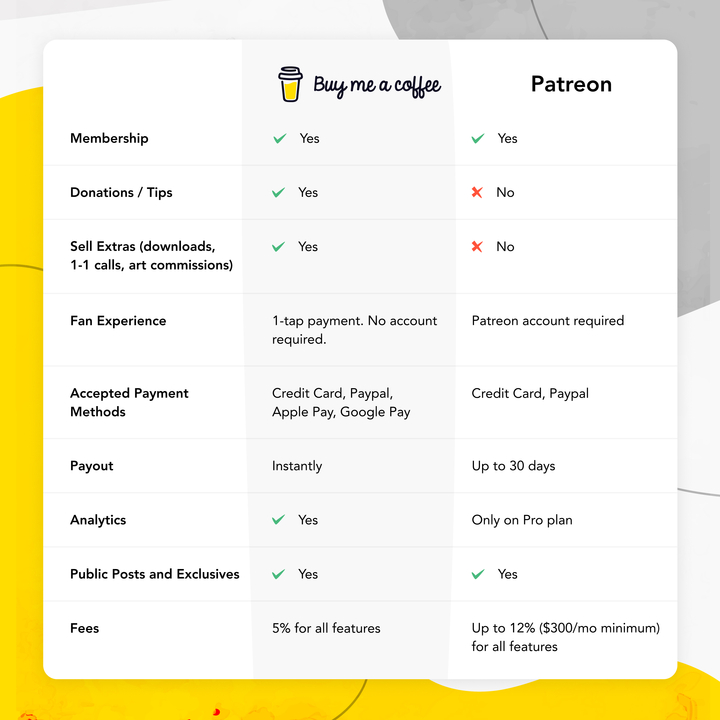 Buy me a coffee
Patreon
Membership
Yes
Yes
Donations / Tips
Yes
No
Sell Extras (downloads,
1-1 calls, art commissions)
Yes
No
Fan Experience
1-tap payment. No account
required.
Patreon account required
Accepted Payment
Methods
Credit Card, Paypal,
Apple Pay, Google Pay
Credit Card, Paypal
Payout
Instantly
Up to 30 days
Analytics
Yes
Only on Pro plan
Public Posts and Exclusives
Yes
Yes
Fees
5% for all features
Up to 12% ($300/mo minimum)
for all features